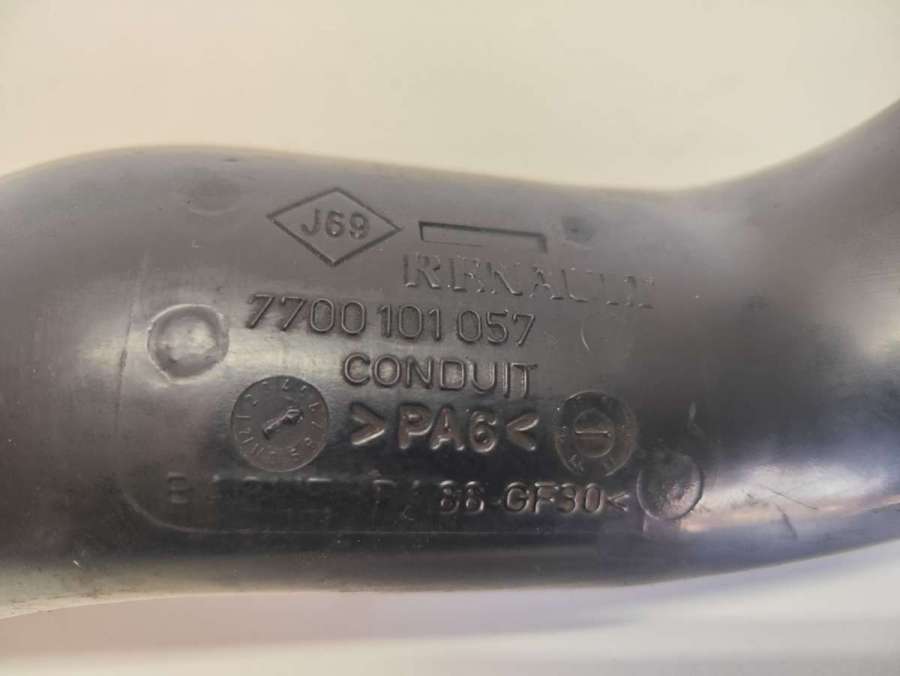 J69
RENAULT
7700 101 057
CONDUIT
>PA6<
GF30<